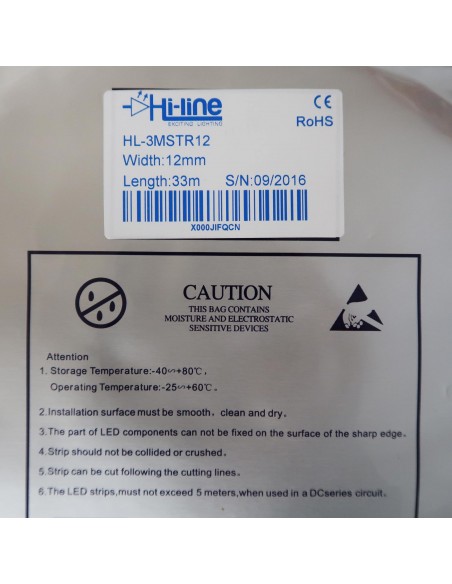 Hi-line
EXCITING LIGHTING
CE
RoHS
HL-3MSTR12
Width:12mm
Length:33m S/N:09/2016
X000JIFQCN
CAUTION
THIS BAG CONTAINS
MOISTURE AND ELECTROSTATIC
SENSITIVE DEVICES
Attention
1. Storage Temperature:-40∽+80℃,
Operating Temperature:-25∽+60℃.
2.Installation surface must be smooth, clean and dry.
3.The part of LED components can not be fixed on the surface of the sharp edge.
4.Strip should not be collided or crushed.
5.Strip can be cut following the cutting lines.
6.The LED strips,must not exceed 5 meters,when used in a DCseries circuit.